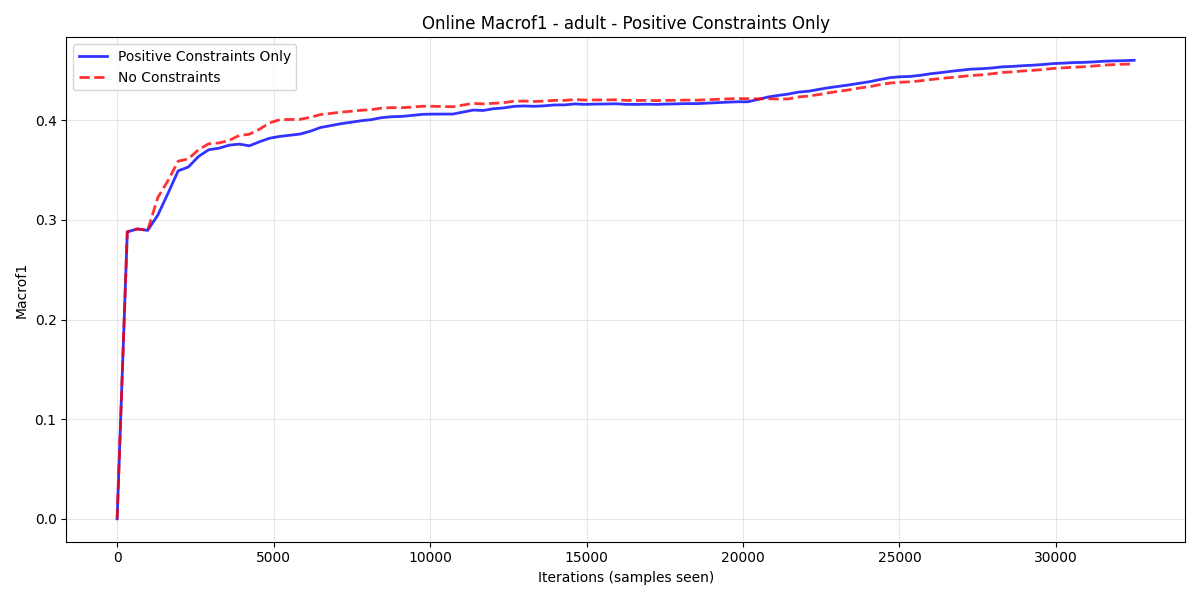 Online Macrof1 - adult - Positive Constraints Only
Positive Constraints Only
No Constraints
Macrof1
0.4
0.3
0.2
0.1
0.0
0 5000 10000 15000 20000 25000 30000
Iterations (samples seen)